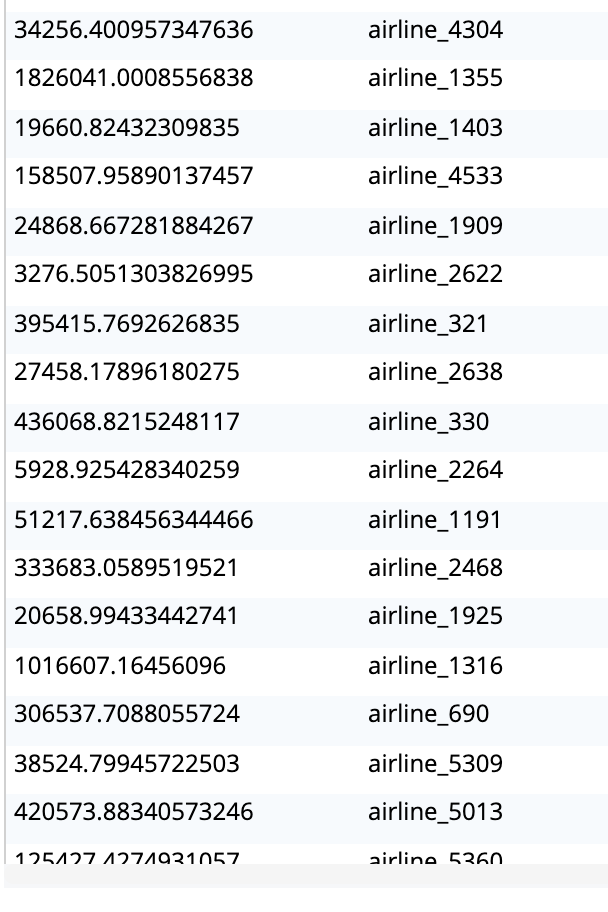 34256.400957347636 airline_4304
1826041.0008556838 airline_1355
19660.82432309835 airline_1403
158507.95890137457 airline_4533
24868.667281884267 airline_1909
3276.5051303826995 airline_2622
395415.7692626835 airline_321
27458.17896180275 airline_2638
436068.8215248117 airline_330
5928.925428340259 airline_2264
51217.638456344466 airline_1191
333683.0589519521 airline_2468
20658.99433442741 airline_1925
1016607.16456096 airline_1316
306537.7088055724 airline_690
38524.79945722503 airline_5309
420573.88340573246 airline_5013
125427.4274931057 airline_5360